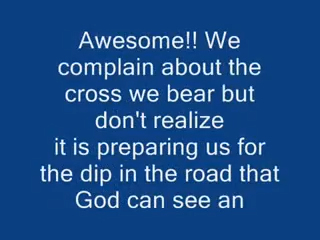 Awesome!! We
complain about the
cross we bear but
don't realize
it is preparing us for
the dip in the road that
God can see an